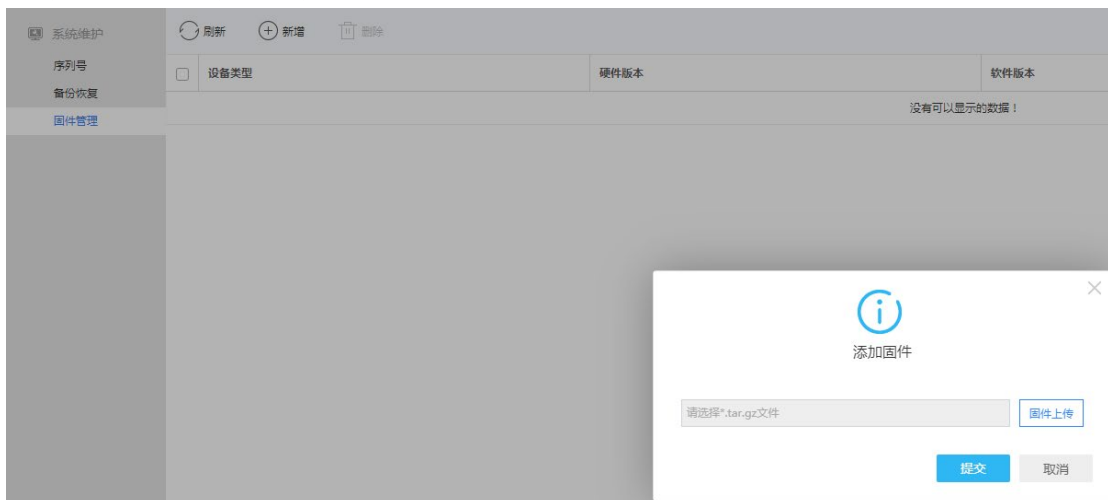 系统维护
序列号
备份恢复
固件管理
刷新 新增 删除
设备类型 硬件版本 软件版本
没有可以显示的数据！
添加固件
请选择*.tar.gz文件 固件上传
提交 取消